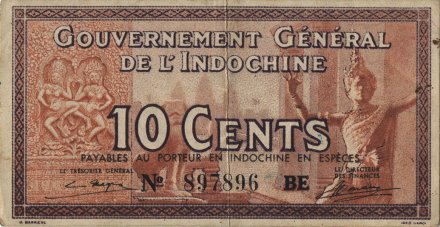 GOUVERNEMENT GÉNÉRAL
DE L'INDOCHINE
10 CENTS
PAYABLES AU PORTEUR EN INDOCHINE EN ESPÈCES
LE TRÉSORIER GÉNÉRAL
LE DIRECTEUR
DES FINANCES
No 897896 BE